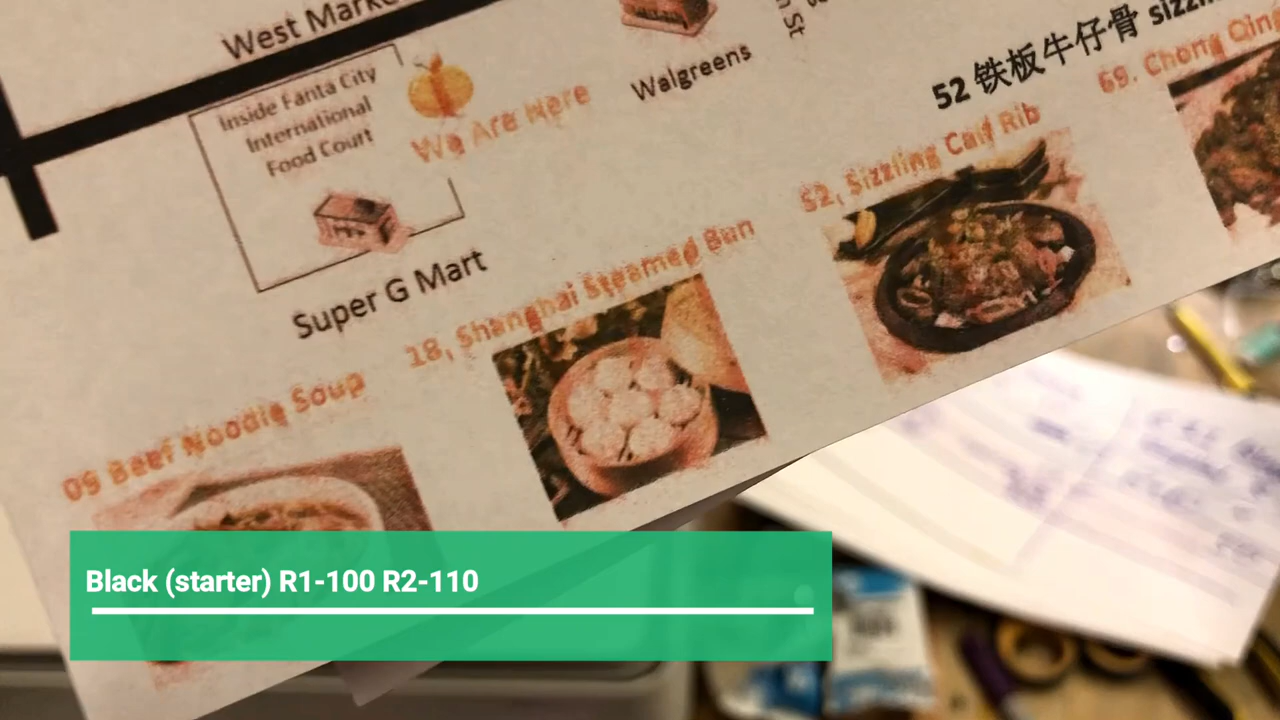 West Marke
Inside Fanta City
International
Food Court
We Are Here
Walgreens
St
Super G Mart
52 铁板牛仔骨 sizzl
69. Chong Qing
52, Sizzling Calf Rib
18, Shanghai Steamed Bun
09 Beef Noodle Soup
Black (starter) R1-100 R2-110